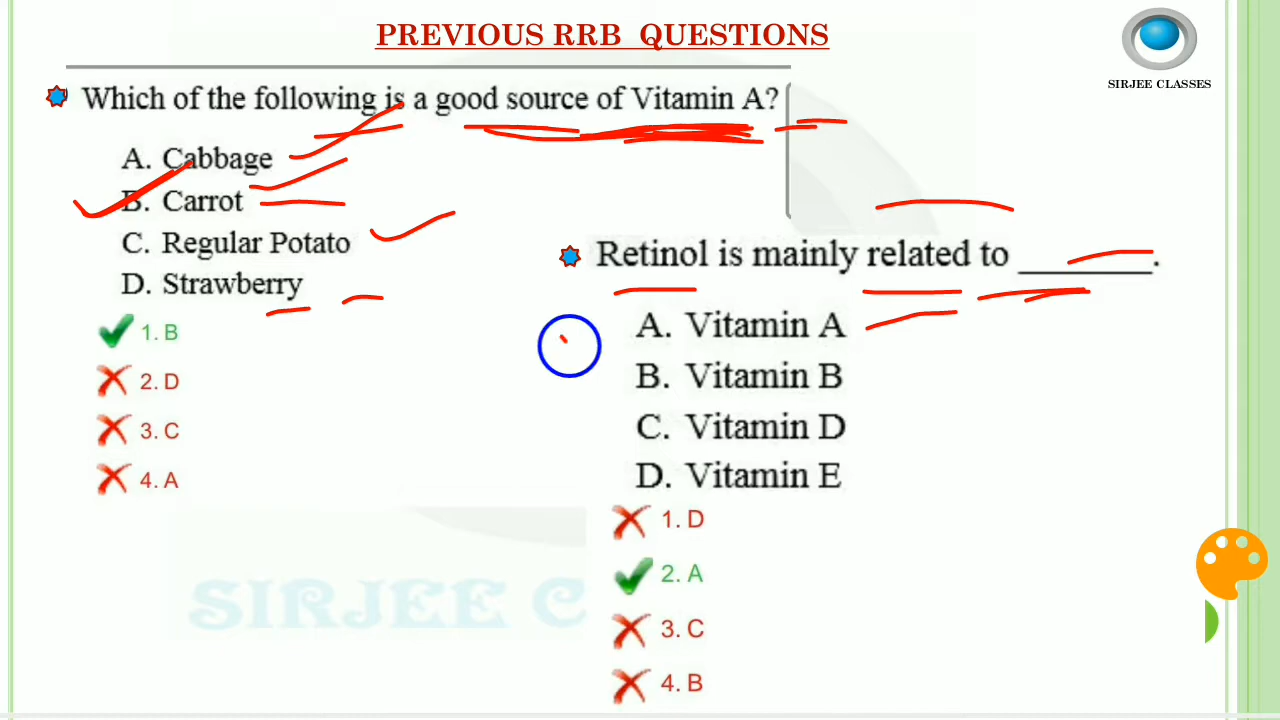 PREVIOUS RRB QUESTIONS
SIRJEE CLASSES
Which of the following is a good source of Vitamin A?
A. Cabbage
B. Carrot
C. Regular Potato
D. Strawberry
1. B
2. D
3. C
4. A
Retinol is mainly related to ________.
A. Vitamin A
B. Vitamin B
C. Vitamin D
D. Vitamin E
1. D
2. A
3. C
4. B
SIRJEE C